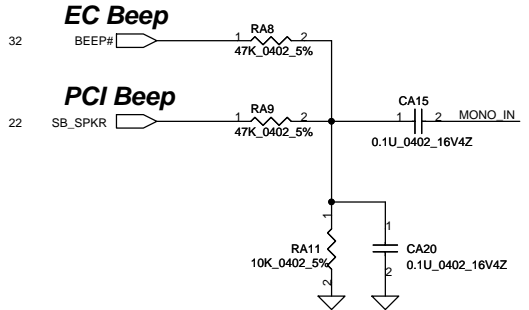 EC Beep
32 BEEP# 1 RA8 2
47K_0402_5%
PCI Beep
22 SB_SPKR 1 RA9 2
47K_0402_5%
CA15
1 2 MONO_IN
0.1U_0402_16V4Z
1
RA11
10K_0402_5%
2
1
CA20
0.1U_0402_16V4Z
2